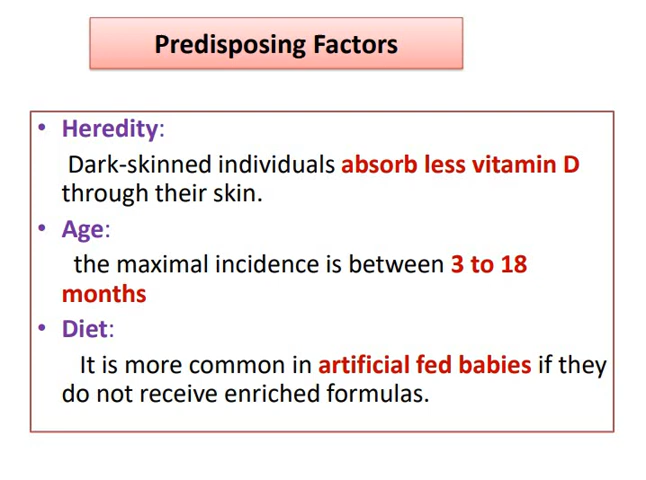 Predisposing Factors
• Heredity:
Dark-skinned individuals absorb less vitamin D
through their skin.
• Age:
the maximal incidence is between 3 to 18
months
• Diet:
It is more common in artificial fed babies if they
do not receive enriched formulas.